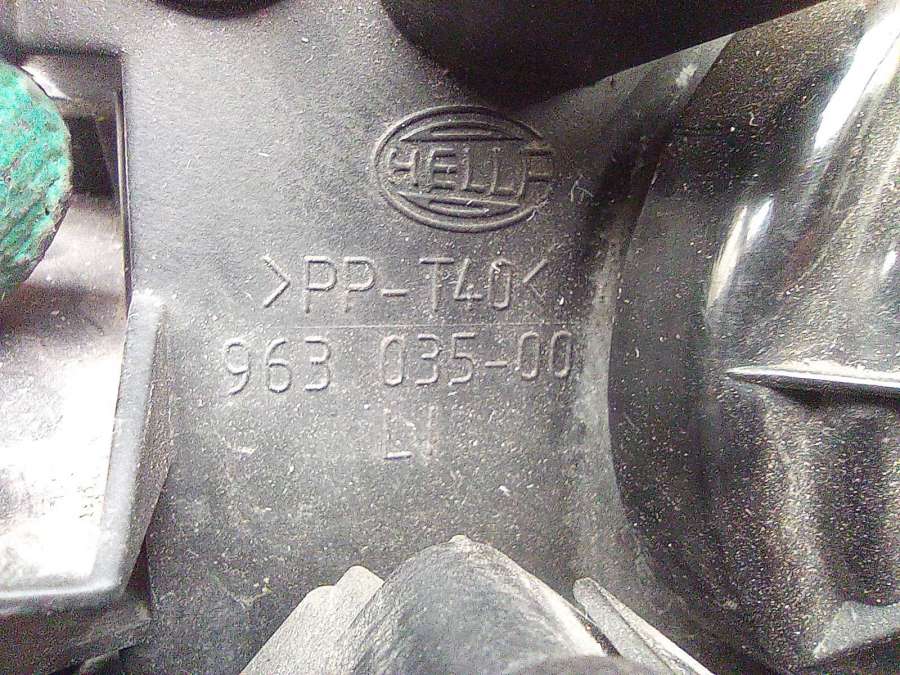 HELLA
>PP-T40<
963 035-00
LI